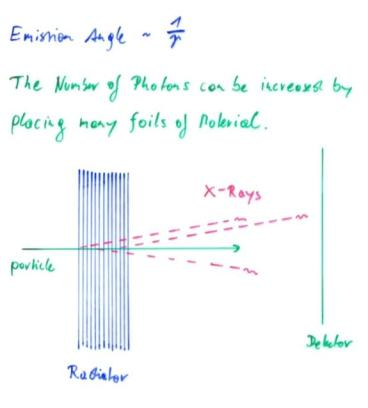 Emission Angle ~ 1/γ
The Number of Photons can be increased by
placing many foils of Material.
X-Rays
particle
Radiator
Detector